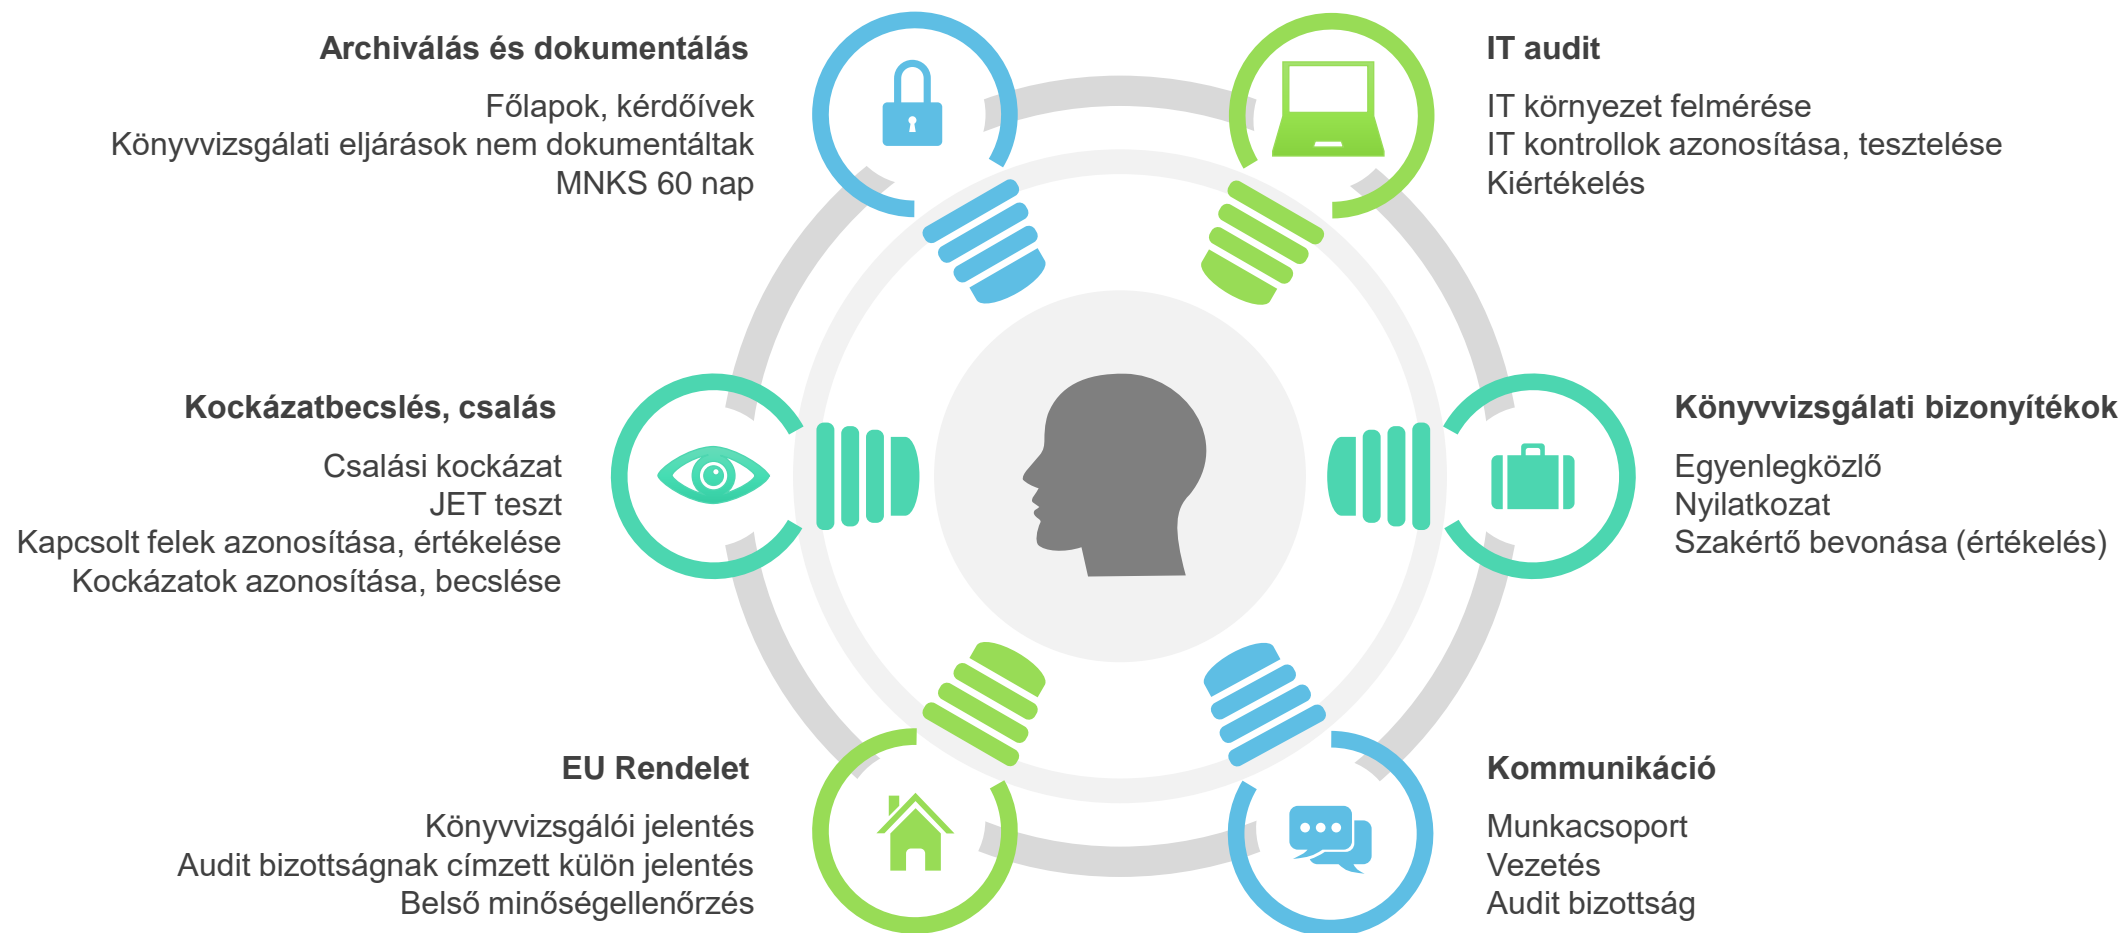 Archiválás és dokumentálás
Főlapok, kérdőívek
Könyvvizsgálati eljárások nem dokumentáltak
MNKS 60 nap
IT audit
IT környezet felmérése
IT kontrollok azonosítása, tesztelése
Kiértékelés
Kockázatbecslés, csalás
Csalási kockázat
JET teszt
Kapcsolt felek azonosítása, értékelése
Kockázatok azonosítása, becslése
Könyvvizsgálati bizonyítékok
Egyenlegközlő
Nyilatkozat
Szakértő bevonása (értékelés)
EU Rendelet
Könyvvizsgálói jelentés
Audit bizottságnak címzett külön jelentés
Belső minőségellenőrzés
Kommunikáció
Munkacsoport
Vezetés
Audit bizottság